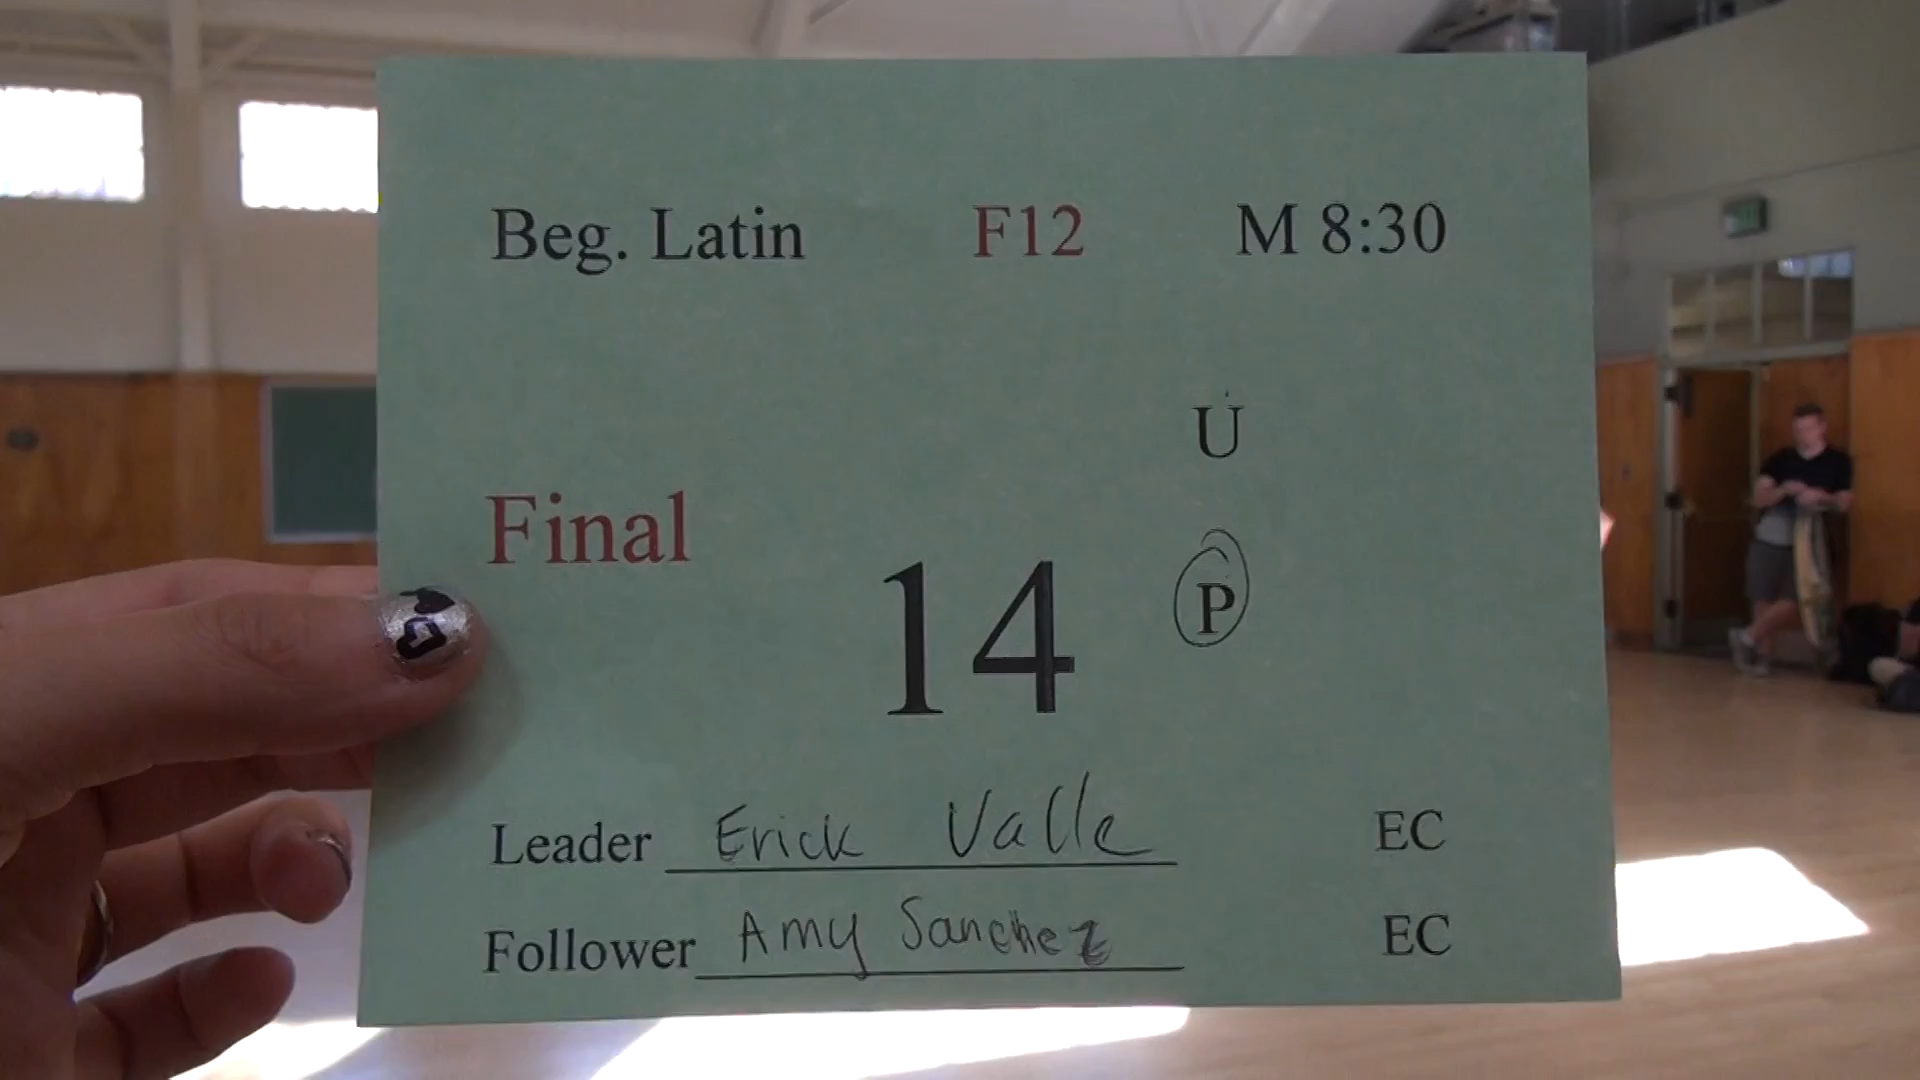 Beg. Latin F12 M 8:30
U
Final
14 P
Leader Erick Valle EC
Follower Amy Sanchez EC